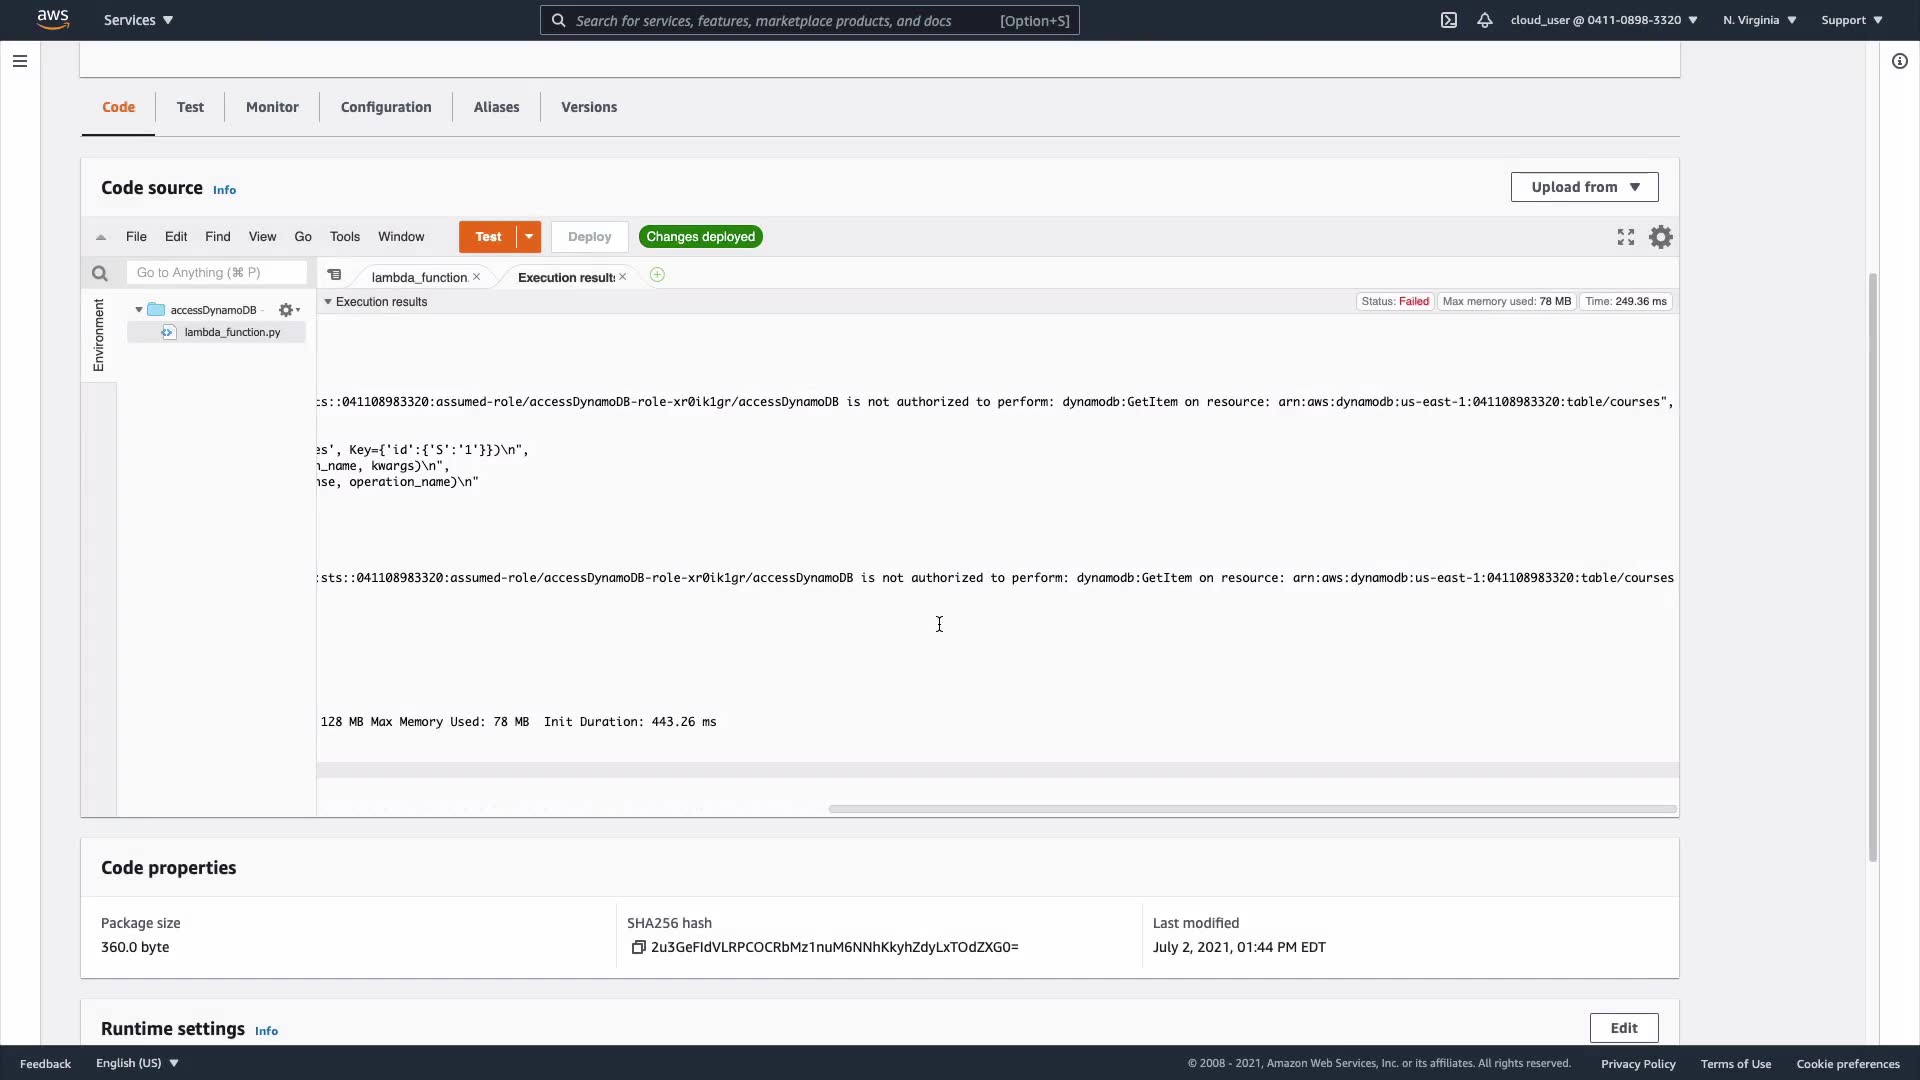 aws
Services ▼
Search for services, features, marketplace products, and docs [Option+S]
cloud_user @ 0411-0898-3320 ▼
N. Virginia ▼
Support ▼
Code
Test
Monitor
Configuration
Aliases
Versions
Code source Info
Upload from ▼
File Edit Find View Go Tools Window
Test
Deploy
Changes deployed
Go to Anything (⌘ P)
lambda_function. ×
Execution results ×
Environment
accessDynamoDB -
lambda_function.py
Execution results
Status: Failed
Max memory used: 78 MB
Time: 249.36 ms
ts::041108983320:assumed-role/accessDynamoDB-role-xr0ik1gr/accessDynamoDB is not authorized to perform: dynamodb:GetItem on resource: arn:aws:dynamodb:us-east-1:041108983320:table/courses",
es', Key={'id':{'S':'1'}})\n",
n_name, kwargs)\n",
nse, operation_name)\n"
:sts::041108983320:assumed-role/accessDynamoDB-role-xr0ik1gr/accessDynamoDB is not authorized to perform: dynamodb:GetItem on resource: arn:aws:dynamodb:us-east-1:041108983320:table/courses
128 MB Max Memory Used: 78 MB Init Duration: 443.26 ms
Code properties
Package size
360.0 byte
SHA256 hash
2u3GeFIdVLRPCOCRbMz1nuM6NNhKkyhZdyLxTOdZXG0=
Last modified
July 2, 2021, 01:44 PM EDT
Runtime settings Info
Edit
Feedback
English (US) ▼
© 2008 - 2021, Amazon Web Services, Inc. or its affiliates. All rights reserved.
Privacy Policy
Terms of Use
Cookie preferences